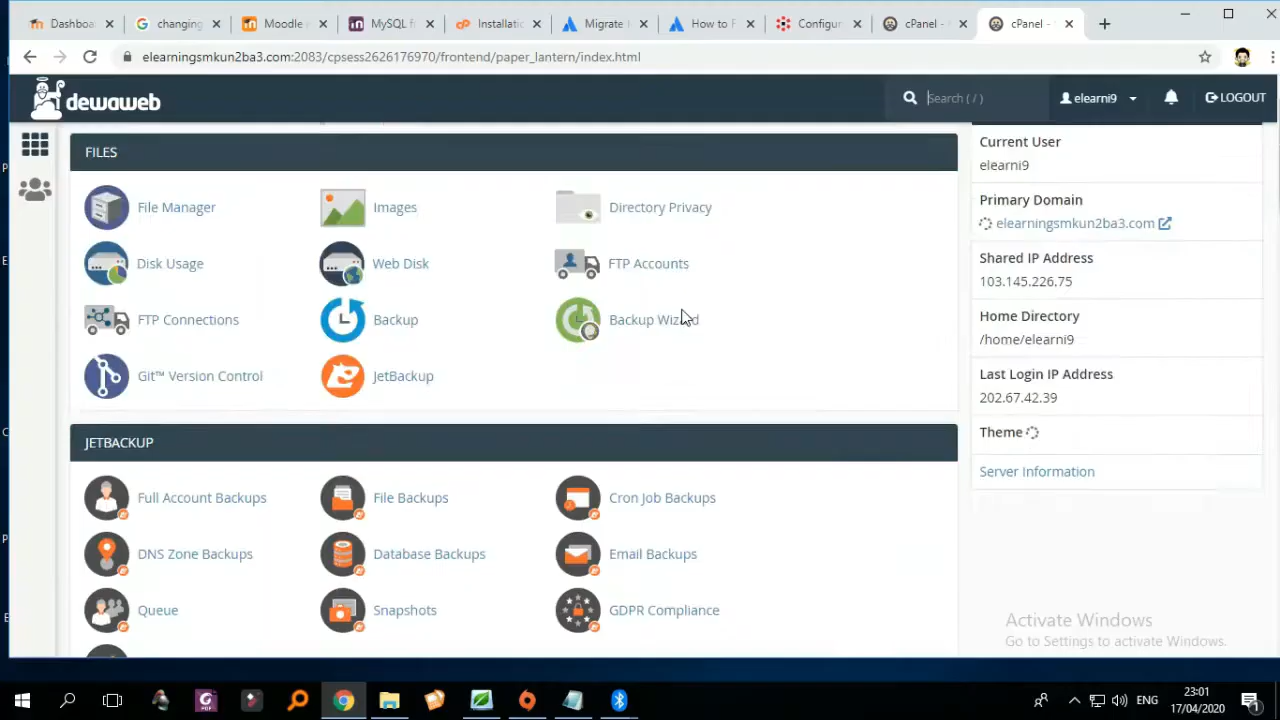 Dashboa
changing
Moodle
MySQL f
Installatio
Migrate
How to
Configur
cPanel -
cPanel -
elearningsmkun2ba3.com:2083/cpsess2626176970/frontend/paper_lantern/index.html
dewaweb
Search ( / )
elearni9
LOGOUT
FILES
File Manager
Images
Directory Privacy
Disk Usage
Web Disk
FTP Accounts
FTP Connections
Backup
Backup Wizard
Git™ Version Control
JetBackup
JETBACKUP
Full Account Backups
File Backups
Cron Job Backups
DNS Zone Backups
Database Backups
Email Backups
Queue
Snapshots
GDPR Compliance
Current User
elearni9
Primary Domain
elearningsmkun2ba3.com
Shared IP Address
103.145.226.75
Home Directory
/home/elearni9
Last Login IP Address
202.67.42.39
Theme
Server Information
Activate Windows
Go to Settings to activate Windows.
ENG
23:01
17/04/2020